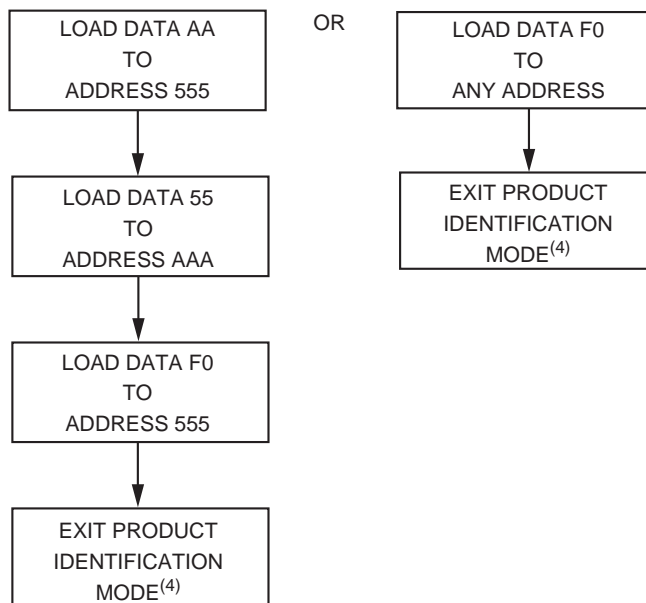 LOAD DATA AA
TO
ADDRESS 555
LOAD DATA 55
TO
ADDRESS AAA
LOAD DATA F0
TO
ADDRESS 555
EXIT PRODUCT
IDENTIFICATION
MODE(4)
OR
LOAD DATA F0
TO
ANY ADDRESS
EXIT PRODUCT
IDENTIFICATION
MODE(4)